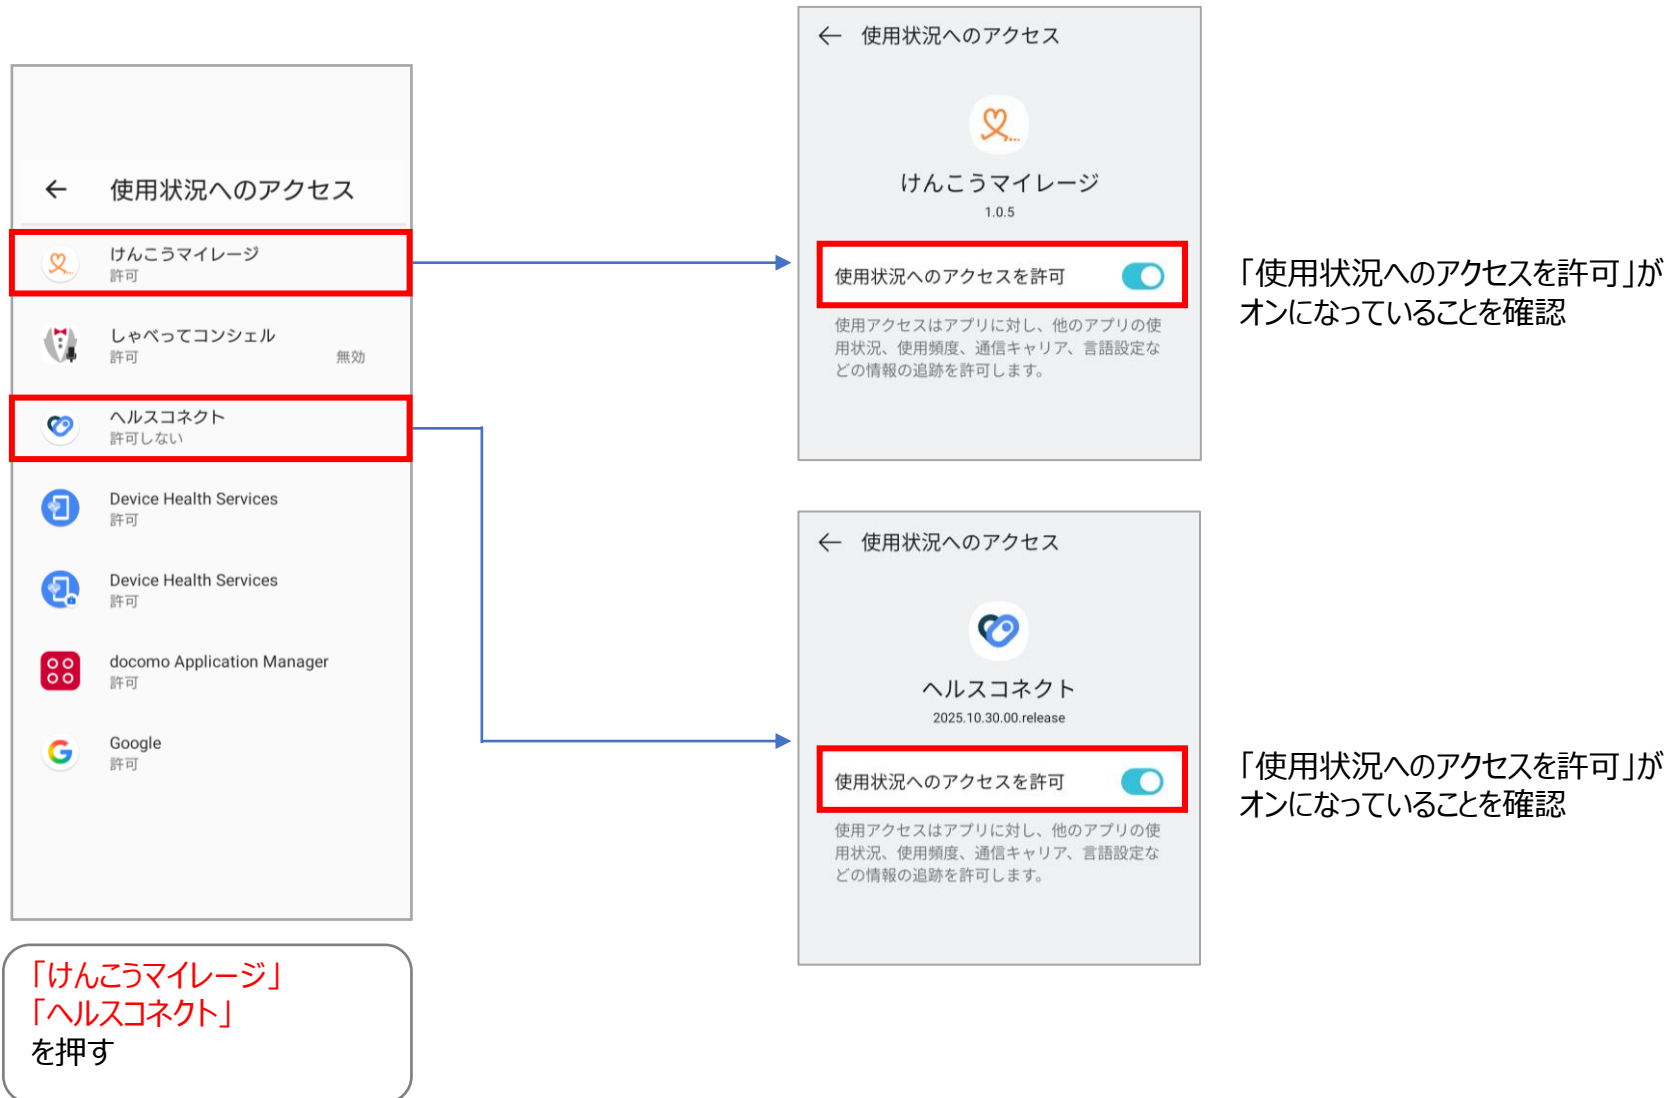 使用状況へのアクセス
けんこうマイレージ
許可
しゃべってコンシェル
許可
無効
ヘルスコネクト
許可しない
Device Health Services
許可
Device Health Services
許可
docomo Application Manager
許可
Google
許可
「けんこうマイレージ」
「ヘルスコネクト」
を押す
使用状況へのアクセス
けんこうマイレージ
1.0.5
使用状況へのアクセスを許可
使用アクセスはアプリに対し、他のアプリの使
用状況、使用頻度、通信キャリア、言語設定な
どの情報の追跡を許可します。
「使用状況へのアクセスを許可」が
オンになっていることを確認
使用状況へのアクセス
ヘルスコネクト
2025.10.30.00.release
使用状況へのアクセスを許可
使用アクセスはアプリに対し、他のアプリの使
用状況、使用頻度、通信キャリア、言語設定な
どの情報の追跡を許可します。
「使用状況へのアクセスを許可」が
オンになっていることを確認